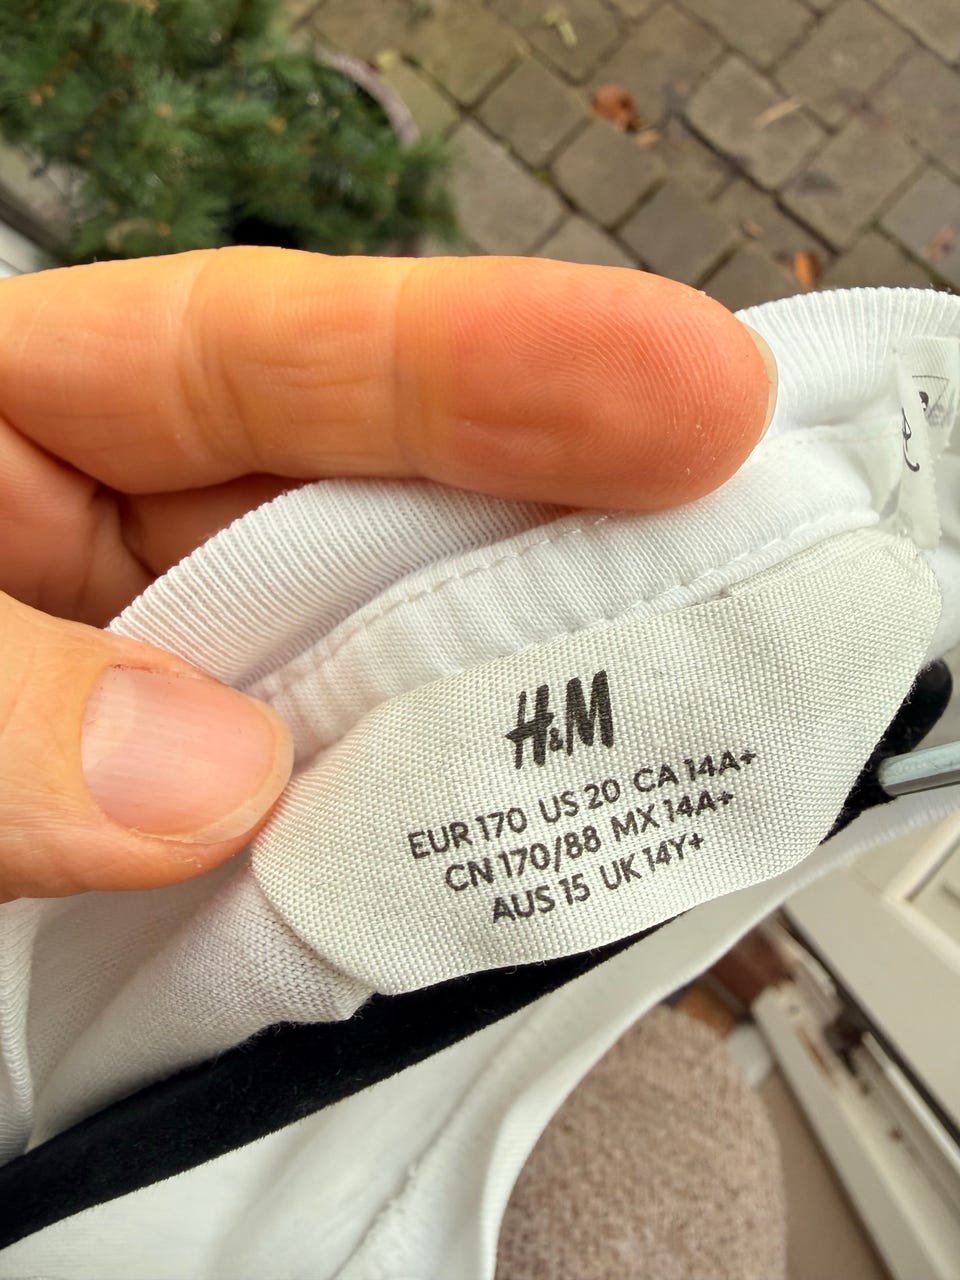 H&M
EUR 170 US 20 CA 14A+
CN 170/88 MX 14A+
AUS 15 UK 14Y+